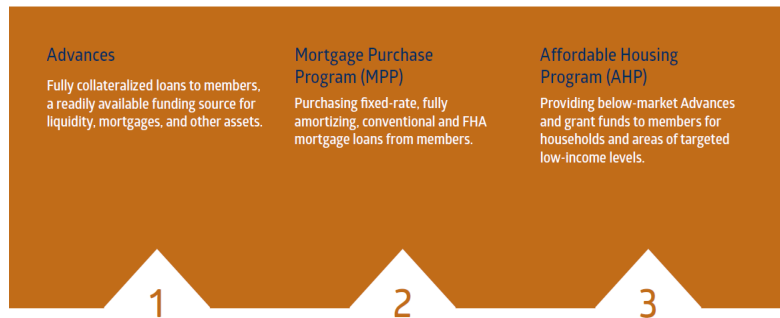 Advances
Fully collateralized loans to members,
a readily available funding source for
liquidity, mortgages, and other assets.
Mortgage Purchase
Program (MPP)
Purchasing fixed-rate, fully
amortizing, conventional and FHA
mortgage loans from members.
Affordable Housing
Program (AHP)
Providing below-market Advances
and grant funds to members for
households and areas of targeted
low-income levels.
1
2
3